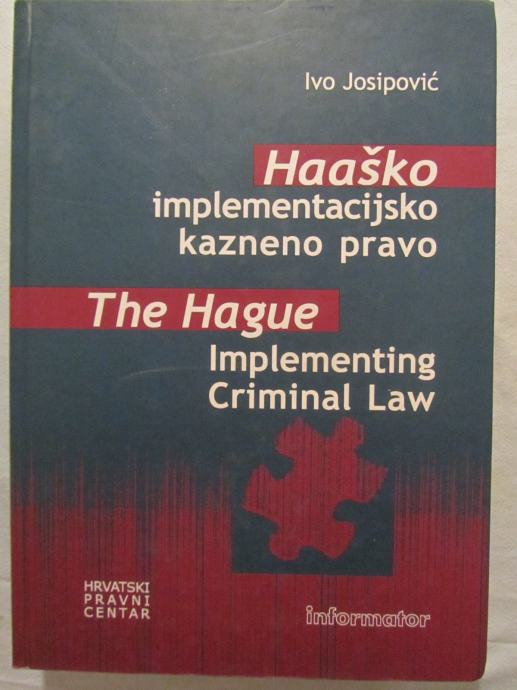 Ivo Josipović
Haaško
implementacijsko
kazneno pravo
The Hague
Implementing
Criminal Law
HRVATSKI
PRAVNI
CENTAR
informator